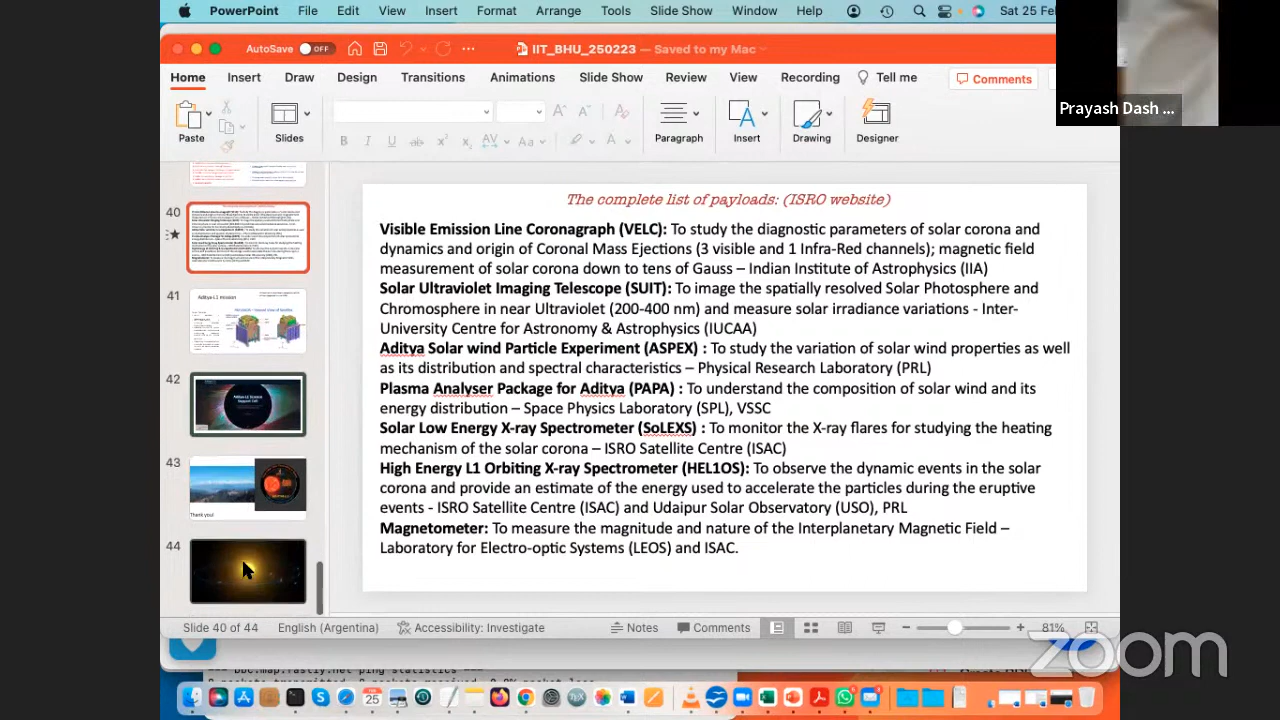 PowerPoint File Edit View Insert Format Arrange Tools Slide Show Window Help Sat 25 Feb
AutoSave OFF IIT_BHU_250223 — Saved to my Mac
Home Insert Draw Design Transitions Animations Slide Show Review View Recording Tell me Comments
Prayash Dash ...
Paste Slides Paragraph Insert Drawing Designer
The complete list of payloads: (ISRO website)
Visible Emission Line Coronagraph (VELC): To study the diagnostic parameters of solar corona and
dynamics and origin of Coronal Mass Ejections (3 visible and 1 Infra-Red channels); magnetic field
measurement of solar corona down to tens of Gauss – Indian Institute of Astrophysics (IIA)
Solar Ultraviolet Imaging Telescope (SUIT): To image the spatially resolved Solar Photosphere and
Chromosphere in near Ultraviolet (200-400 nm) and measure solar irradiance variations - Inter-
University Centre for Astronomy & Astrophysics (IUCAA)
Aditya Solar wind Particle Experiment (ASPEX) : To study the variation of solar wind properties as well
as its distribution and spectral characteristics – Physical Research Laboratory (PRL)
Plasma Analyser Package for Aditya (PAPA) : To understand the composition of solar wind and its
energy distribution – Space Physics Laboratory (SPL), VSSC
Solar Low Energy X-ray Spectrometer (SoLEXS) : To monitor the X-ray flares for studying the heating
mechanism of the solar corona – ISRO Satellite Centre (ISAC)
High Energy L1 Orbiting X-ray Spectrometer (HEL1OS): To observe the dynamic events in the solar
corona and provide an estimate of the energy used to accelerate the particles during the eruptive
events - ISRO Satellite Centre (ISAC) and Udaipur Solar Observatory (USO), PRL
Magnetometer: To measure the magnitude and nature of the Interplanetary Magnetic Field –
Laboratory for Electro-optic Systems (LEOS) and ISAC.
40
41
Aditya L1 mission
42
43
Thank you!
44
Slide 40 of 44 English (Argentina) Accessibility: Investigate Notes Comments 81%
zoom
FEB
25